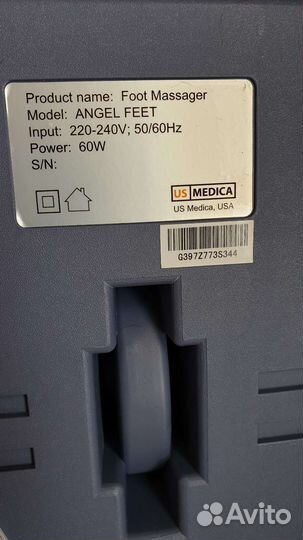 Product name: Foot Massager
Model: ANGEL FEET
Input: 220-240V; 50/60Hz
Power: 60W
S/N:
US MEDICA
US Medica, USA
G397Z773S344
Avito